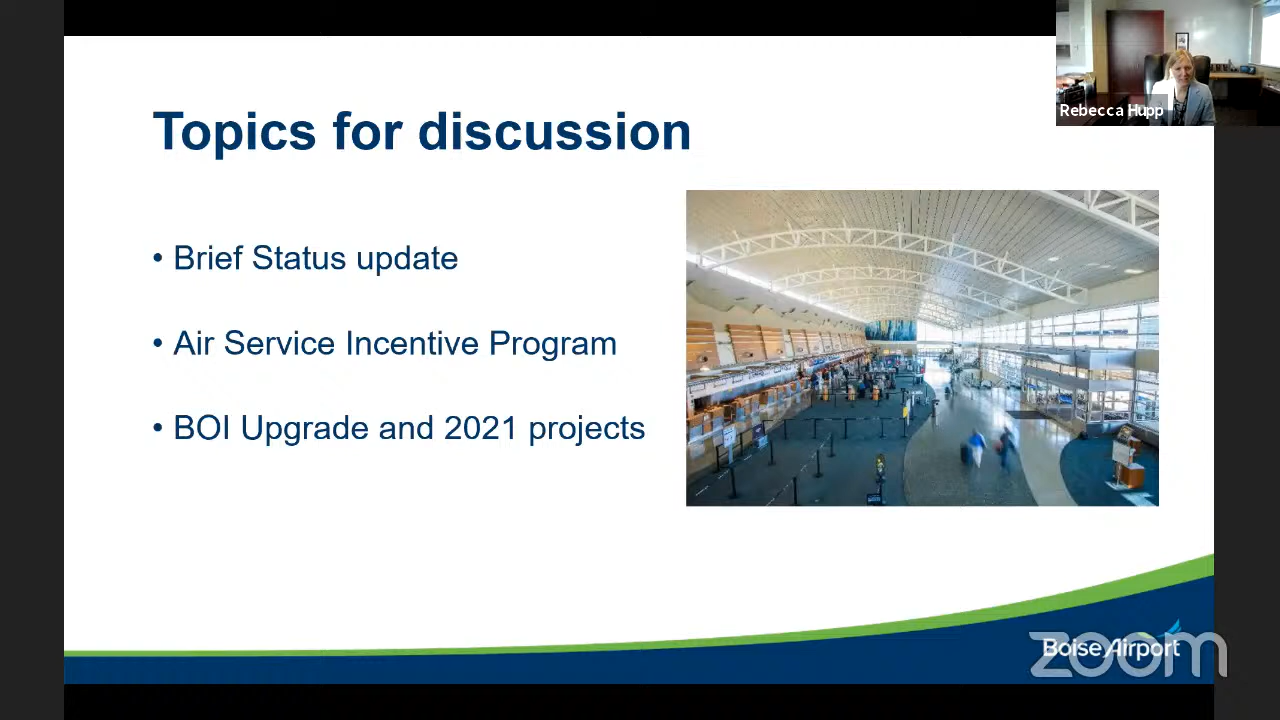 Topics for discussion
Rebecca Hupp
• Brief Status update
• Air Service Incentive Program
• BOI Upgrade and 2021 projects
Boise Airport
zoom